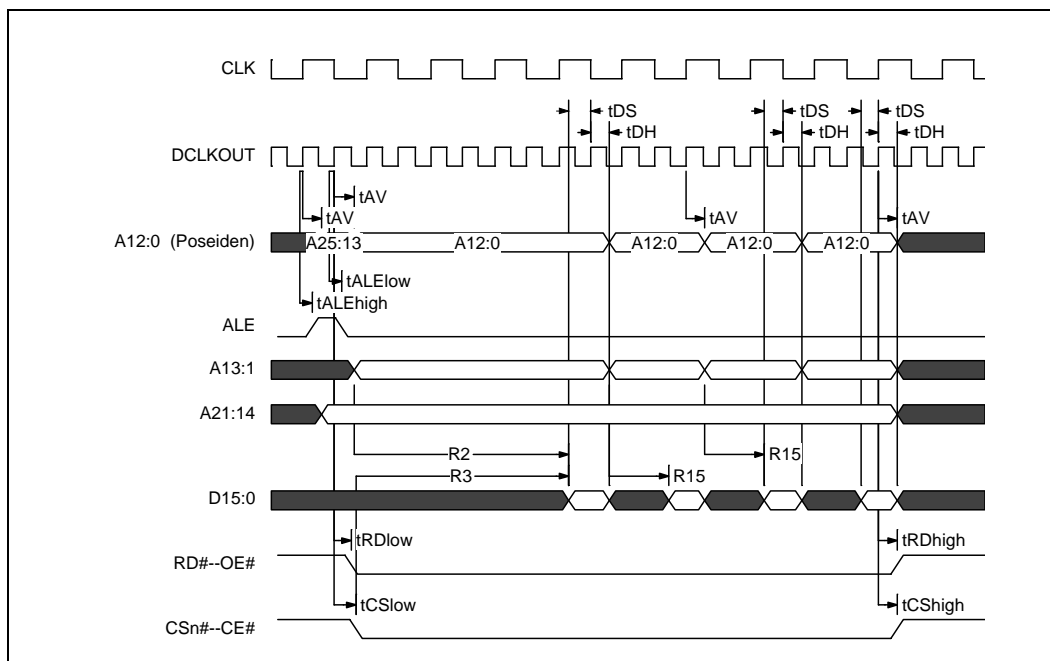 CLK
tDS tDS tDS
tDH tDH tDH
DCLKOUT
tAV
tAV tAV tAV
A12:0 (Poseiden) A25:13 A12:0 A12:0 A12:0 A12:0
tALElow
tALEhigh
ALE
A13:1
A21:14
R2 R15
R3 R15
D15:0
tRDlow tRDhigh
RD#--OE#
tCSlow tCShigh
CSn#--CE#